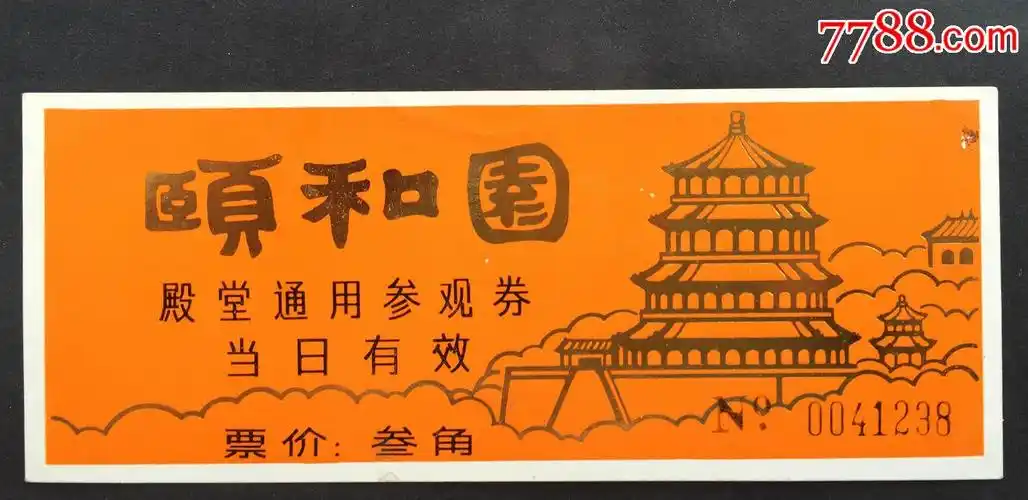 7788.com
頤和園
殿堂通用参观券
当日有效
票价：叁角
Nº 0041238